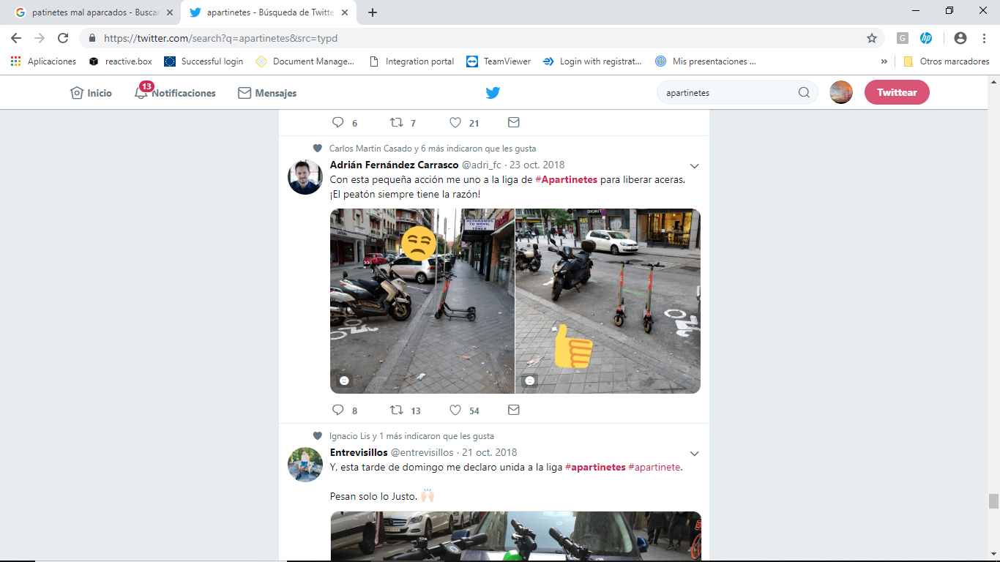 patinetes mal aparcados - Buscar
apartinetes - Búsqueda de Twitte
https://twitter.com/search?q=apartinetes&src=typd
Aplicaciones
reactive.box
Successful login
Document Manage...
Integration portal
TeamViewer
Login with registrat...
Mis presentaciones ...
»
Otros marcadores
Inicio
13
Notificaciones
Mensajes
apartinetes
Twittear
6 7 21
Carlos Martin Casado y 6 más indicaron que les gusta
Adrián Fernández Carrasco @adri_fc · 23 oct. 2018
Con esta pequeña acción me uno a la liga de #Apartinetes para liberar aceras.
¡El peatón siempre tiene la razón!
REPARAMOS
TU MÓVIL
TÓNER
8 13 54
Ignacio Lis y 1 más indicaron que les gusta
Entrevisillos @entrevisillos · 21 oct. 2018
Y, esta tarde de domingo me declaro unida a la liga #apartinetes #apartinete.
Pesan solo lo Justo. 🙌🏻